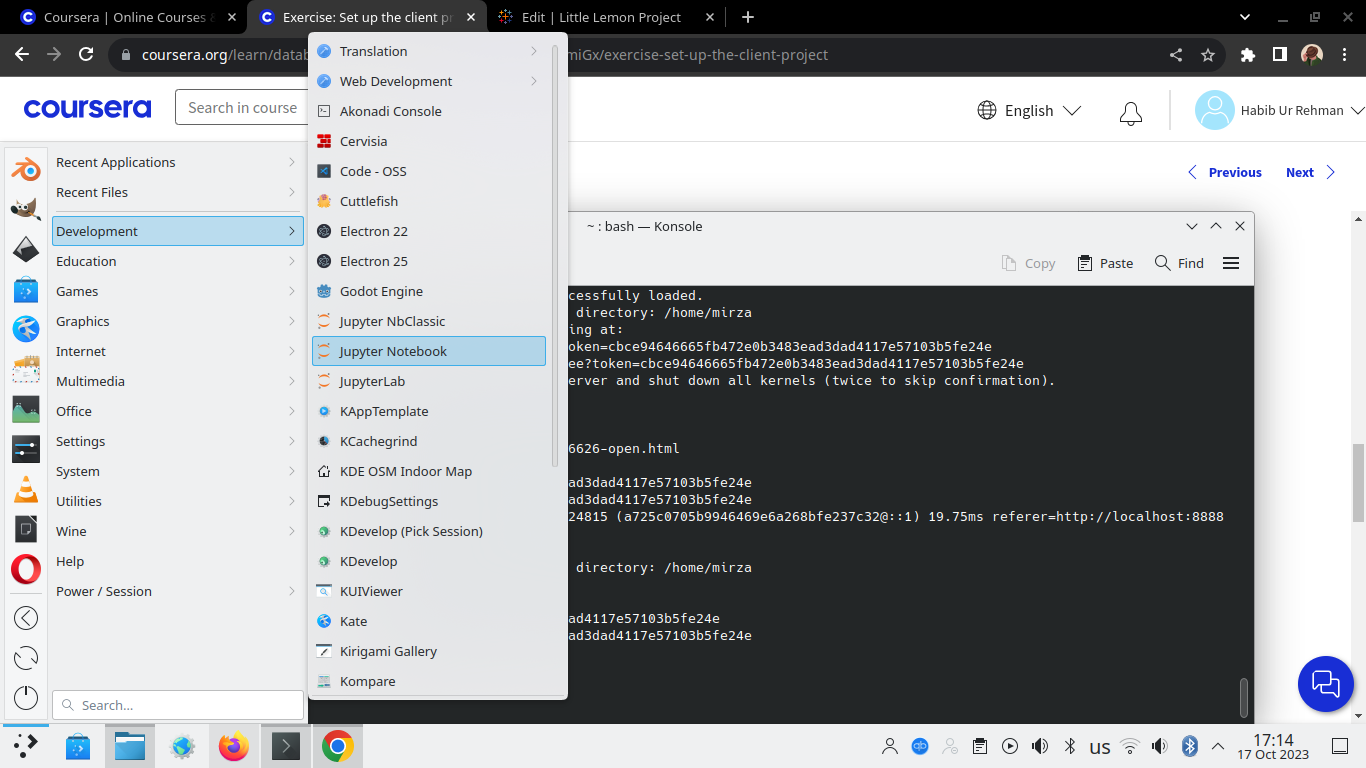 Coursera | Online Courses &
Exercise: Set up the client pr
Edit | Little Lemon Project
coursera.org/learn/datab
miGx/exercise-set-up-the-client-project
coursera
Search in course
English
Habib Ur Rehman
Previous
Next
Recent Applications
Recent Files
Development
Education
Games
Graphics
Internet
Multimedia
Office
Settings
System
Utilities
Wine
Help
Power / Session
Search...
Translation
Web Development
Akonadi Console
Cervisia
Code - OSS
Cuttlefish
Electron 22
Electron 25
Godot Engine
Jupyter NbClassic
Jupyter Notebook
JupyterLab
KAppTemplate
KCachegrind
KDE OSM Indoor Map
KDebugSettings
KDevelop (Pick Session)
KDevelop
KUIViewer
Kate
Kirigami Gallery
Kompare
~ : bash — Konsole
Copy
Paste
Find
cessfully loaded.
directory: /home/mirza
ing at:
oken=cbce94646665fb472e0b3483ead3dad4117e57103b5fe24e
ee?token=cbce94646665fb472e0b3483ead3dad4117e57103b5fe24e
erver and shut down all kernels (twice to skip confirmation).
6626-open.html
ad3dad4117e57103b5fe24e
ad3dad4117e57103b5fe24e
24815 (a725c0705b9946469e6a268bfe237c32@::1) 19.75ms referer=http://localhost:8888
directory: /home/mirza
ad4117e57103b5fe24e
ad3dad4117e57103b5fe24e
us
17:14
17 Oct 2023